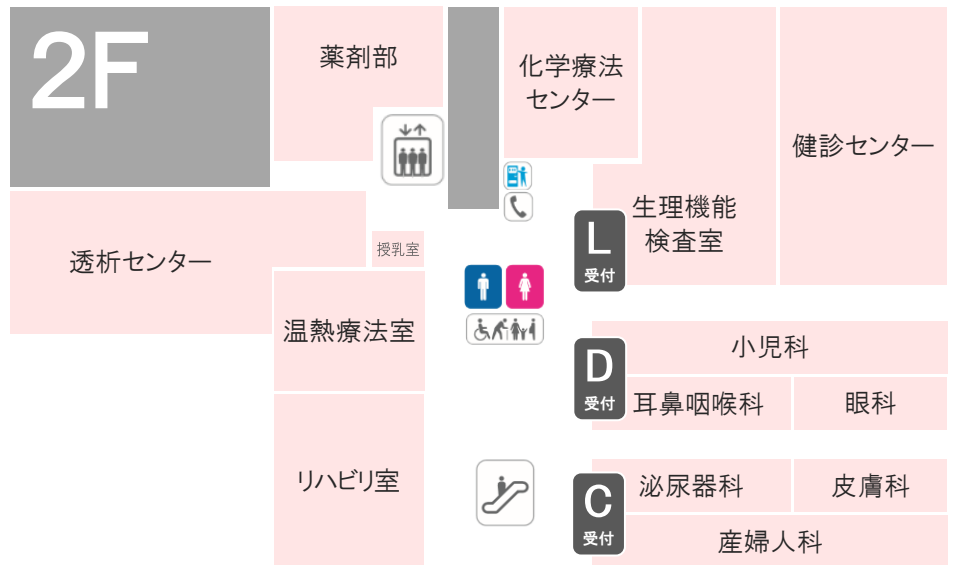 2F
薬剤部
化学療法
センター
健診センター
生理機能
検査室
L
受付
透析センター
授乳室
温熱療法室
小児科
D
受付
耳鼻咽喉科
眼科
リハビリ室
泌尿器科
皮膚科
C
受付
産婦人科